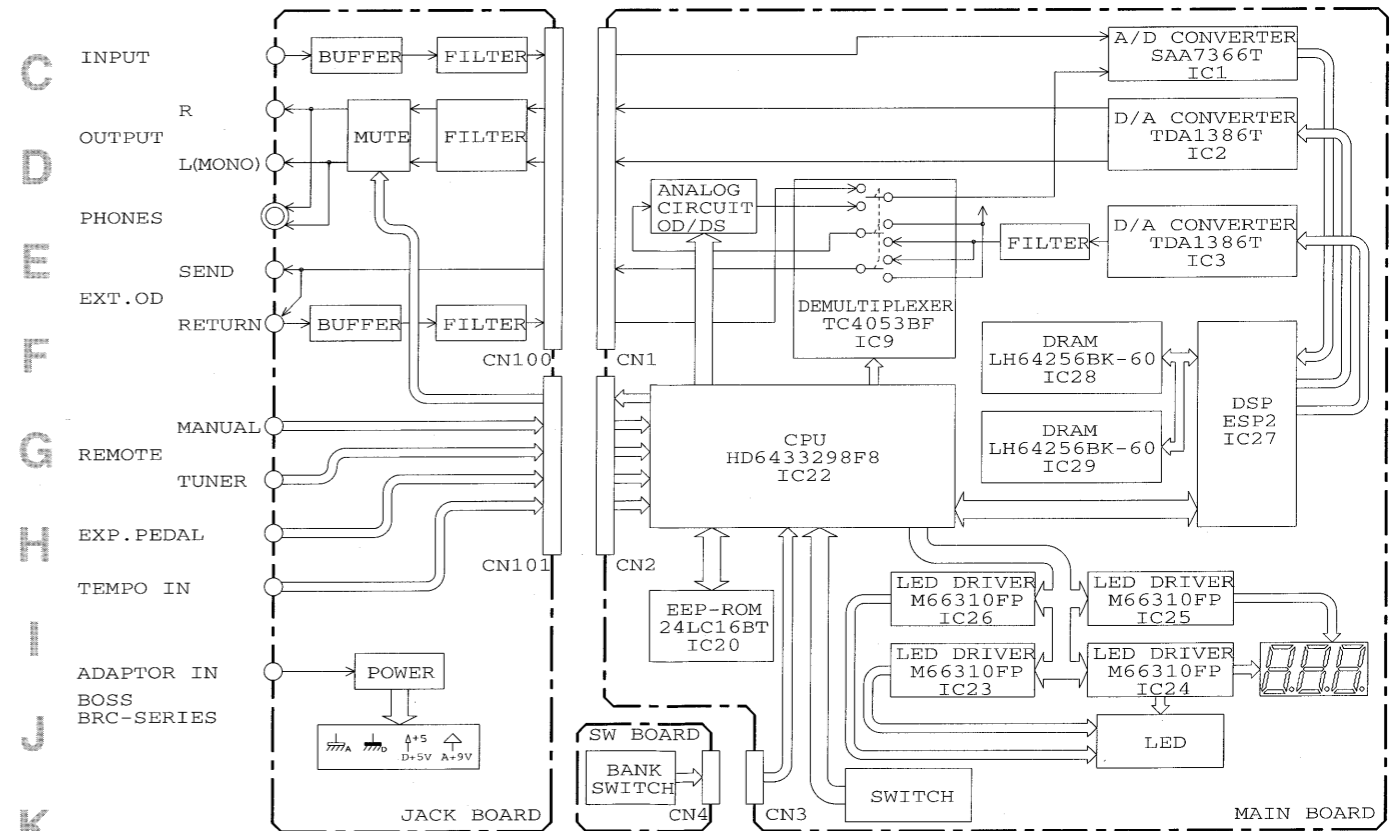 C
D
E
F
G
H
I
J
K
INPUT
R
OUTPUT
L(MONO)
PHONES
SEND
EXT.OD
RETURN
MANUAL
REMOTE
TUNER
EXP.PEDAL
TEMPO IN
ADAPTOR IN
BOSS
BRC-SERIES
BUFFER
FILTER
MUTE
FILTER
BUFFER
FILTER
CN100
CN101
POWER
A
D
+5
D+5V
A+9V
JACK BOARD
CN1
CN2
A/D CONVERTER
SAA7366T
IC1
D/A CONVERTER
TDA1386T
IC2
ANALOG
CIRCUIT
OD/DS
D/A CONVERTER
TDA1386T
IC3
FILTER
DEMULTIPLEXER
TC4053BF
IC9
DRAM
LH64256BK-60
IC28
DRAM
LH64256BK-60
IC29
DSP
ESP2
IC27
CPU
HD6433298F8
IC22
EEP-ROM
24LC16BT
IC20
LED DRIVER
M66310FP
IC26
LED DRIVER
M66310FP
IC25
LED DRIVER
M66310FP
IC23
LED DRIVER
M66310FP
IC24
8.8.8.
LED
SW BOARD
BANK
SWITCH
CN4
CN3
SWITCH
MAIN BOARD